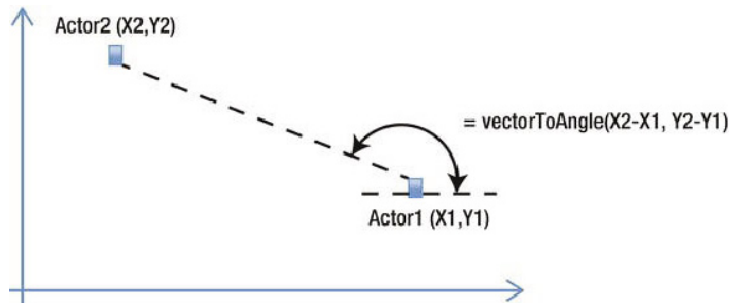 Actor2 (X2,Y2)
= vectorToAngle(X2-X1, Y2-Y1)
Actor1 (X1,Y1)